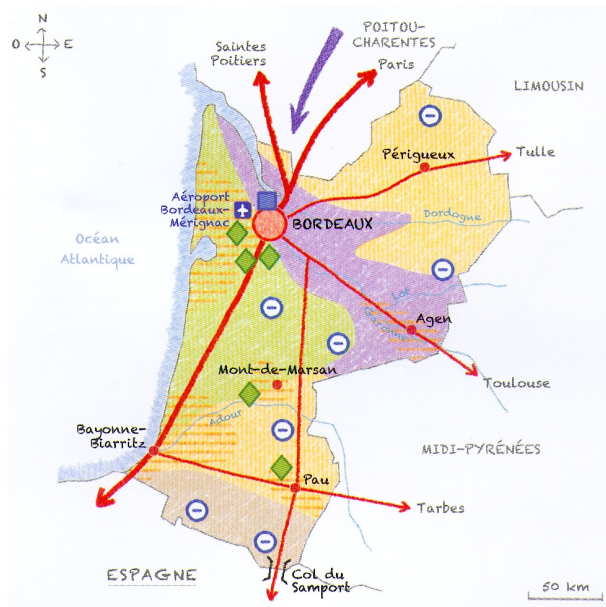 N
O E
S
POITOU-
CHARENTES
Saintes
Poitiers
Paris
LIMOUSIN
Périgueux
Tulle
Aéroport
Bordeaux-
Mérignac
BORDEAUX
Dordogne
Océan
Atlantique
Lot
Garonne
Agen
Mont-de-Marsan
Toulouse
Adour
Bayonne-
Biarritz
MIDI-PYRÉNÉES
Pau
Tarbes
ESPAGNE
Col du
Samport
50 km